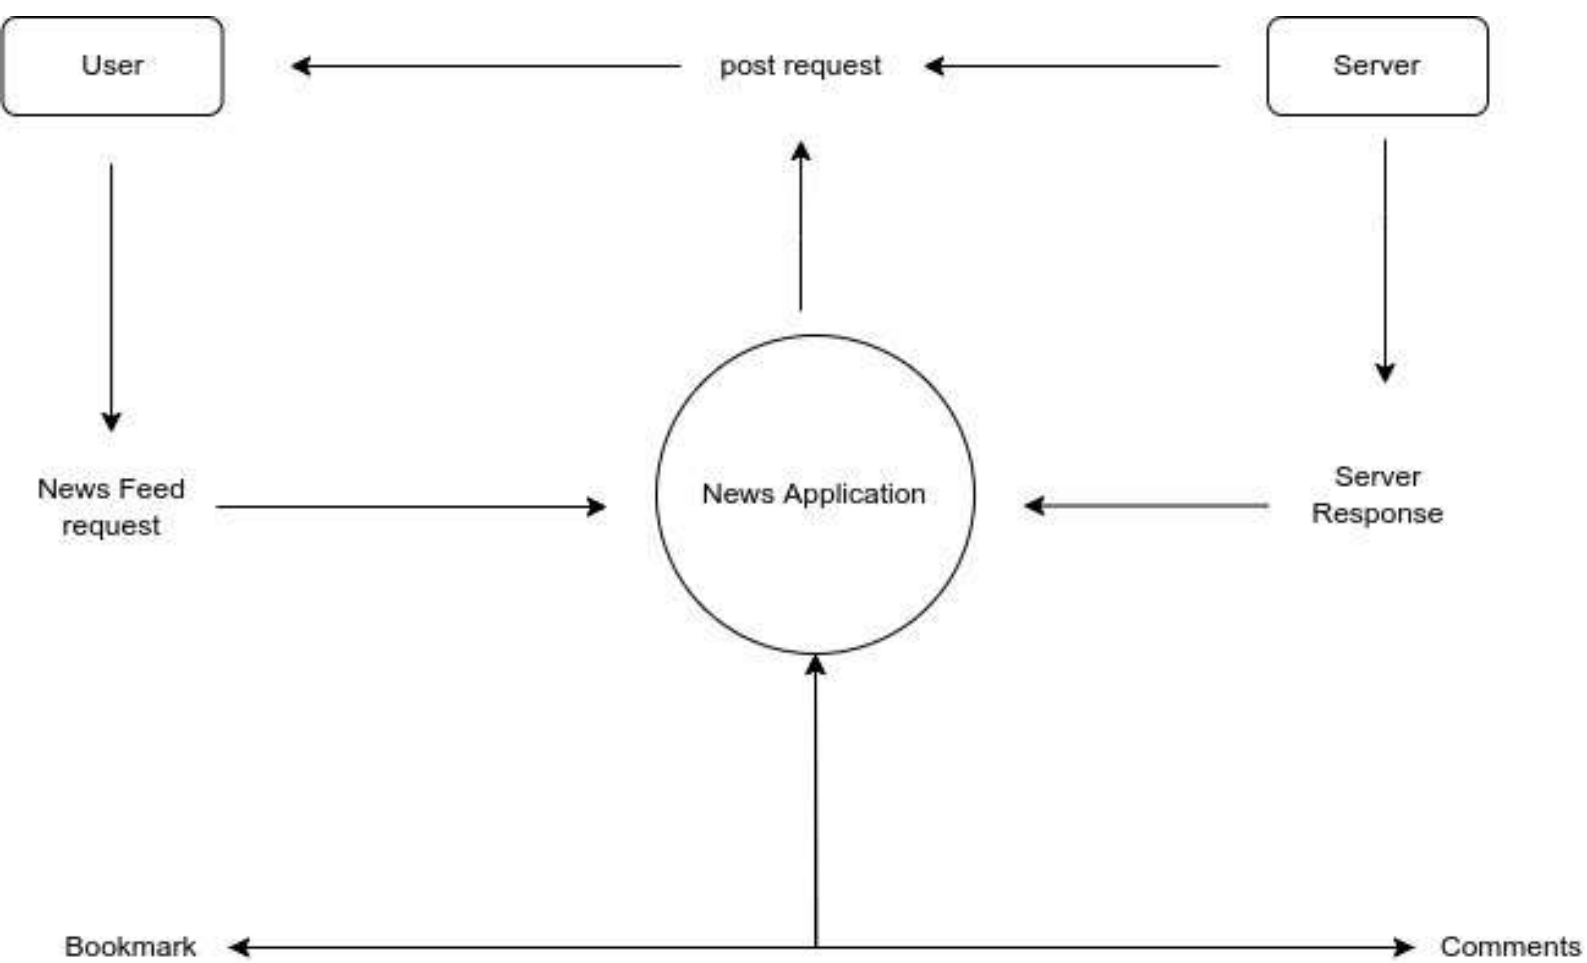 User
post request
Server
News Feed
request
News Application
Server
Response
Bookmark
Comments